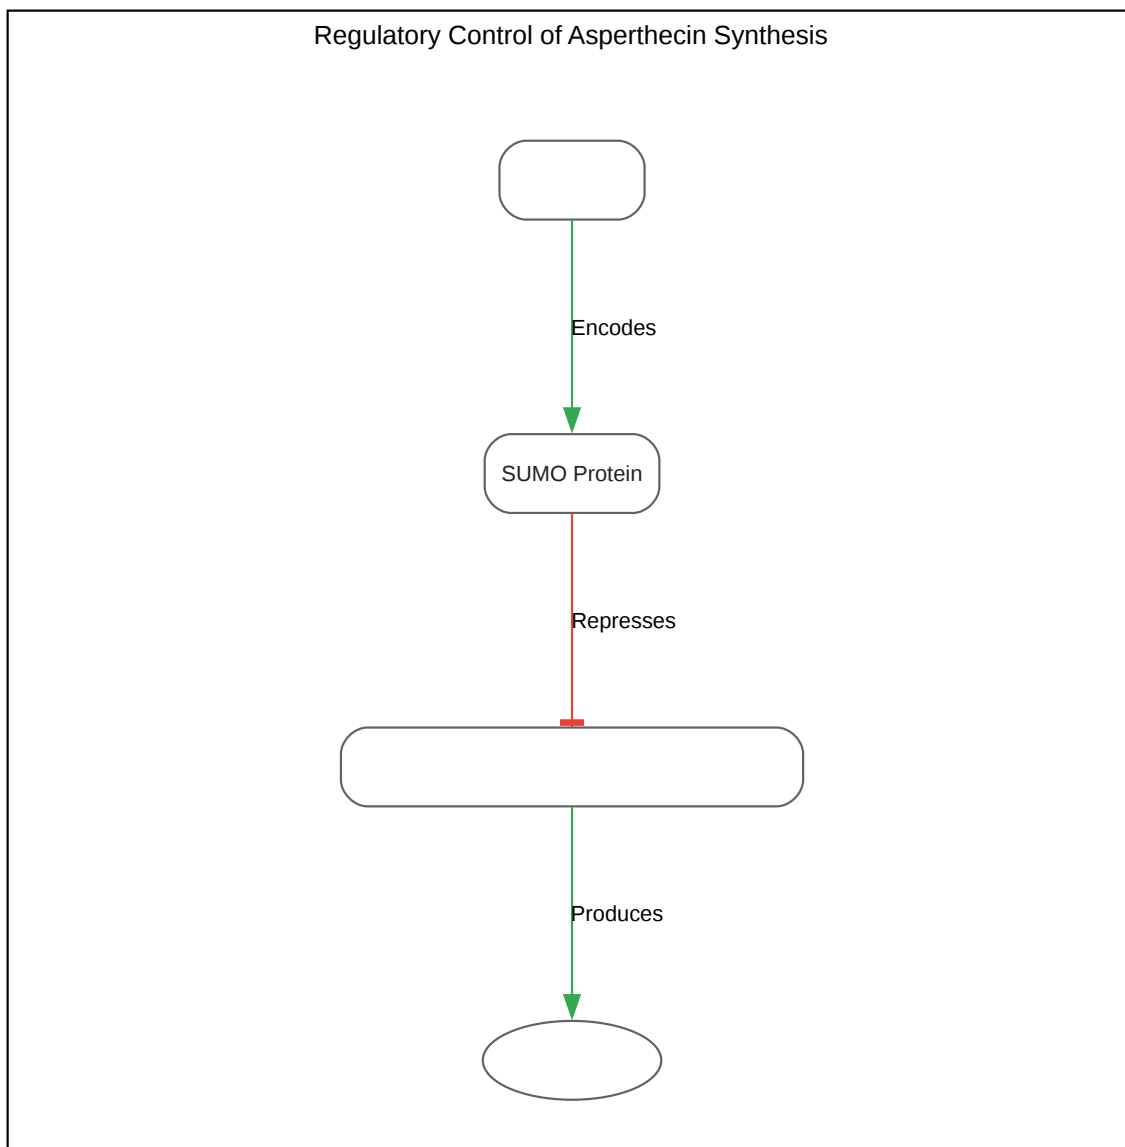 Regulatory Control of Asperthecin Synthesis
Encodes
SUMO Protein
Represses
Produces